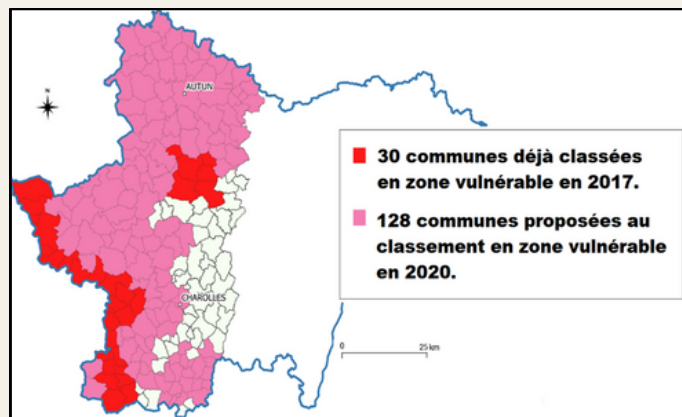 N
AUTUN
30 communes déjà classées
en zone vulnérable en 2017.
128 communes proposées au
classement en zone vulnérable
en 2020.
CHAROLLES
0 25 km